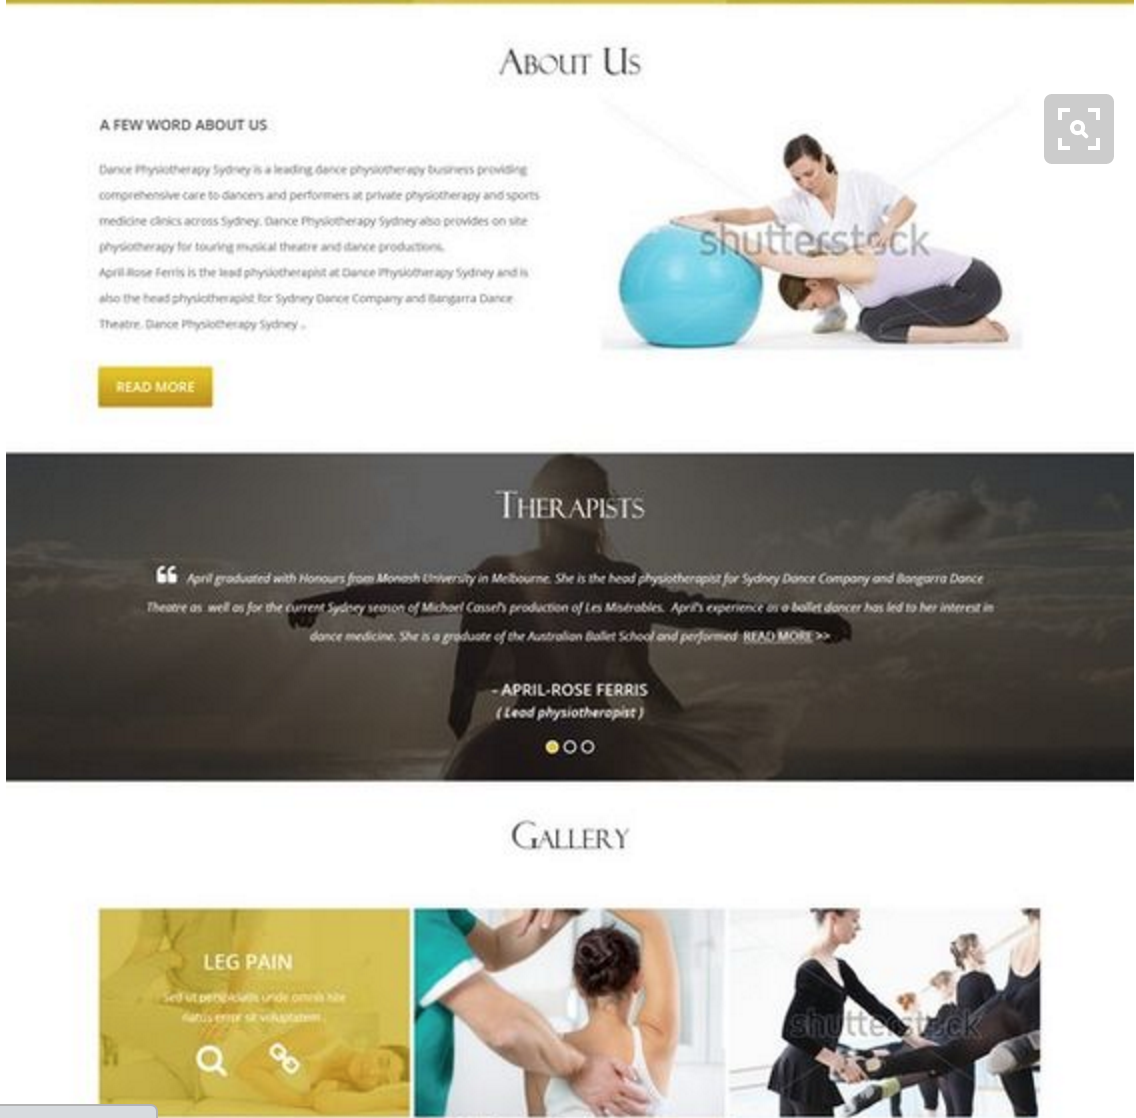 About Us
A FEW WORD ABOUT US
Dance Physiotherapy Sydney is a leading dance physiotherapy business providing
comprehensive care to dancers and performers at private physiotherapy and sports
medicine clinics across Sydney. Dance Physiotherapy Sydney also provides on site
physiotherapy for touring musical theatre and dance productions.
April-Rose Ferris is the lead physiotherapist at Dance Physiotherapy Sydney and is
also the head physiotherapist for Sydney Dance Company and Bangarra Dance
Theatre. Dance Physiotherapy Sydney ..
READ MORE
shutterstock
Therapists
“ April graduated with Honours from Monash University in Melbourne. She is the head physiotherapist for Sydney Dance Company and Bangarra Dance
Theatre as well as for the current Sydney season of Michael Cassel's production of Les Misérables. April's experience as a ballet dancer has led to her interest in
dance medicine. She is a graduate of the Australian Ballet School and performed READ MORE >>
- APRIL-ROSE FERRIS
( Lead physiotherapist )
Gallery
LEG PAIN
Sed ut perspiciatis unde omnis iste
natus error sit voluptatem .
shutterstock